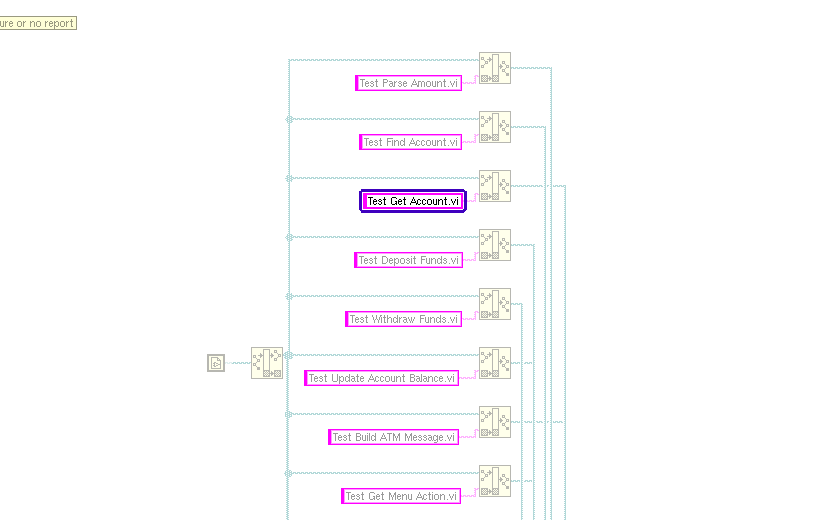 ure or no report
Test Parse Amount.vi
Test Find Account.vi
Test Get Account.vi
Test Deposit Funds.vi
Test Withdraw Funds.vi
Test Update Account Balance.vi
Test Build ATM Message.vi
Test Get Menu Action.vi